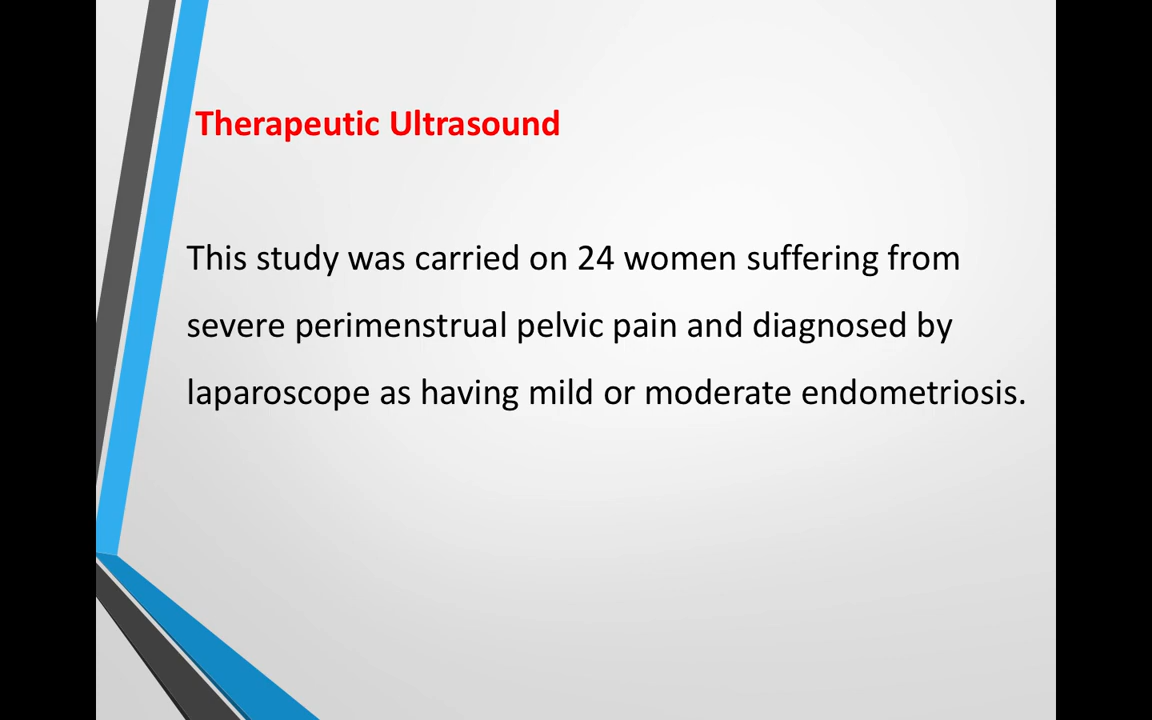 Therapeutic Ultrasound
This study was carried on 24 women suffering from
severe perimenstrual pelvic pain and diagnosed by
laparoscope as having mild or moderate endometriosis.